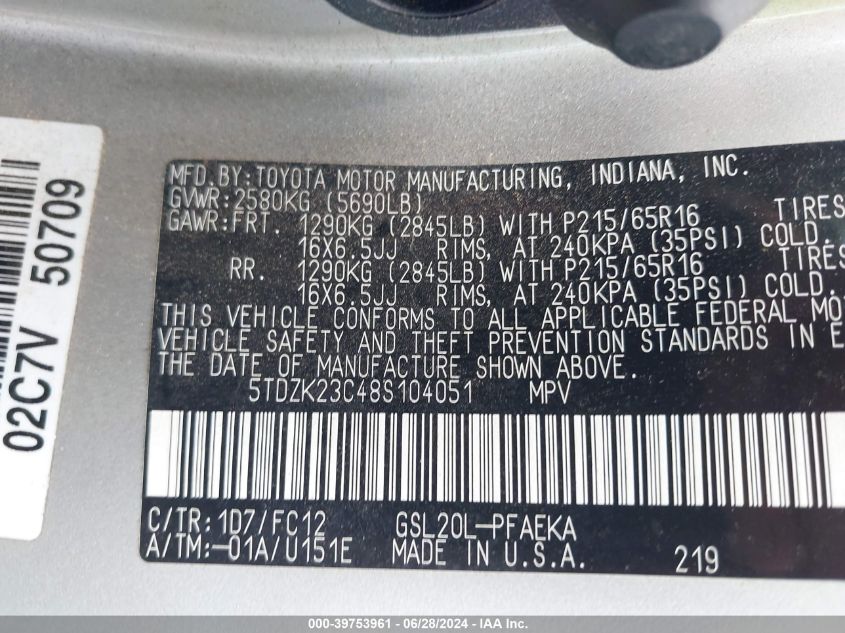 MFD. BY: TOYOTA MOTOR MANUFACTURING, INDIANA, INC.
GVWR: 2580KG (5690LB)
GAWR: FRT. 1290KG (2845LB) WITH P215/65R16 TIRES
16X6.5JJ RIMS, AT 240KPA (35PSI) COLD.
RR. 1290KG (2845LB) WITH P215/65R16 TIRES
16X6.5JJ RIMS, AT 240KPA (35PSI) COLD.
THIS VEHICLE CONFORMS TO ALL APPLICABLE FEDERAL MO
VEHICLE SAFETY AND THEFT PREVENTION STANDARDS IN E
THE DATE OF MANUFACTURE SHOWN ABOVE.
5TDZK23C48S104051 MPV
C/TR: 1D7/FC12 GSL20L-PFAEKA
A/TM: -01A/U151E MADE IN U.S.A. 219
02C7V 50709
000-39753961 - 06/28/2024 - IAA Inc.